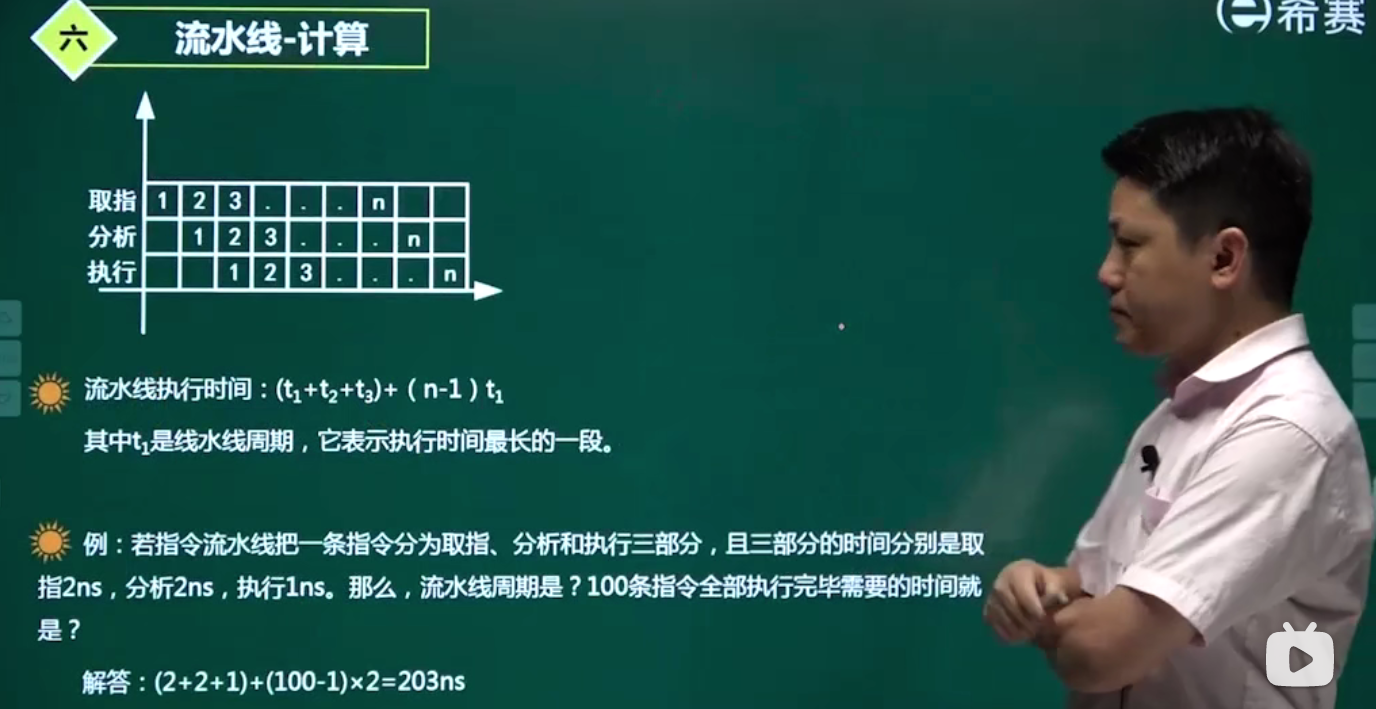 六 流水线-计算
希赛
取指 1 2 3 . . . n
分析 1 2 3 . . . n
执行 1 2 3 . . . n
流水线执行时间：(t₁+t₂+t₃)+（n-1）t₁
其中t₁是线水线周期，它表示执行时间最长的一段。
例：若指令流水线把一条指令分为取指、分析和执行三部分，且三部分的时间分别是取
指2ns，分析2ns，执行1ns。那么，流水线周期是？100条指令全部执行完毕需要的时间就
是？
解答：(2+2+1)+(100-1)×2=203ns